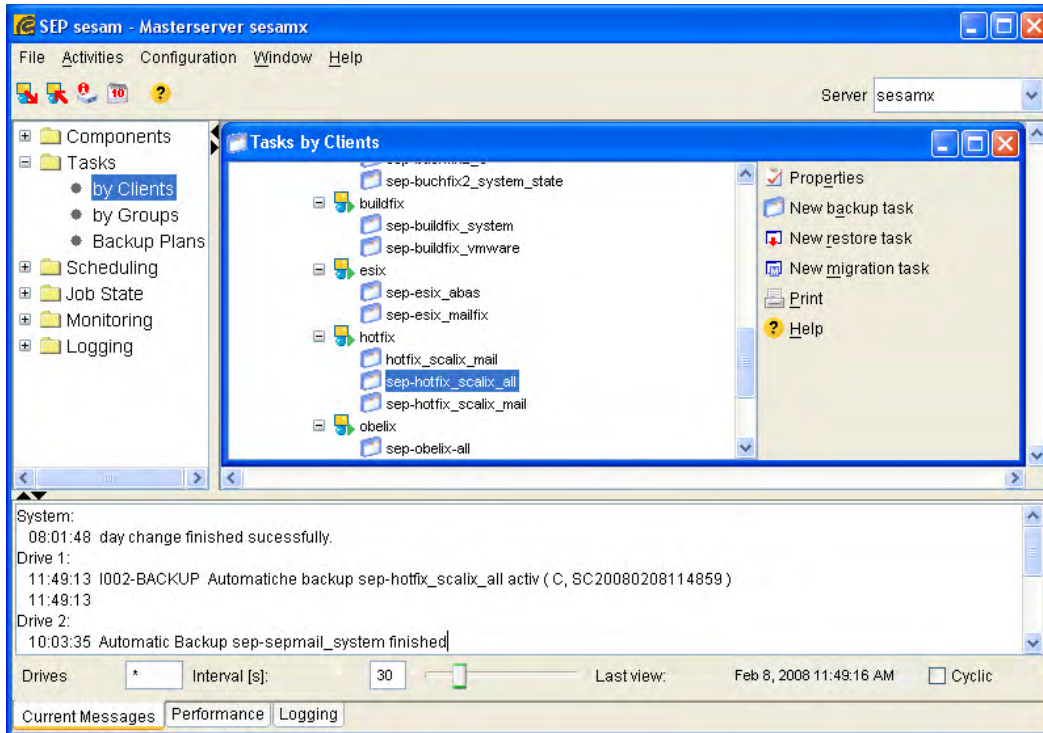 SEP sesam - Masterserver sesamx
File Activities Configuration Window Help
10 ? Server sesamx
Components
Tasks
by Clients
by Groups
Backup Plans
Scheduling
Job State
Monitoring
Logging
Tasks by Clients
sep-buchfix2_system_state
buildfix
sep-buildfix_system
sep-buildfix_vmware
esix
sep-esix_abas
sep-esix_mailfix
hotfix
hotfix_scalix_mail
sep-hotfix_scalix_all
sep-hotfix_scalix_mail
obelix
sep-obelix-all
Properties
New backup task
New restore task
New migration task
Print
? Help
System:
08:01:48 day change finished sucessfully.
Drive 1:
11:49:13 I002-BACKUP Automatiche backup sep-hotfix_scalix_all activ ( C, SC20080208114859 )
11:49:13
Drive 2:
10:03:35 Automatic Backup sep-sepmail_system finished
Drives * Interval [s]: 30 Last view: Feb 8, 2008 11:49:16 AM Cyclic
Current Messages Performance Logging